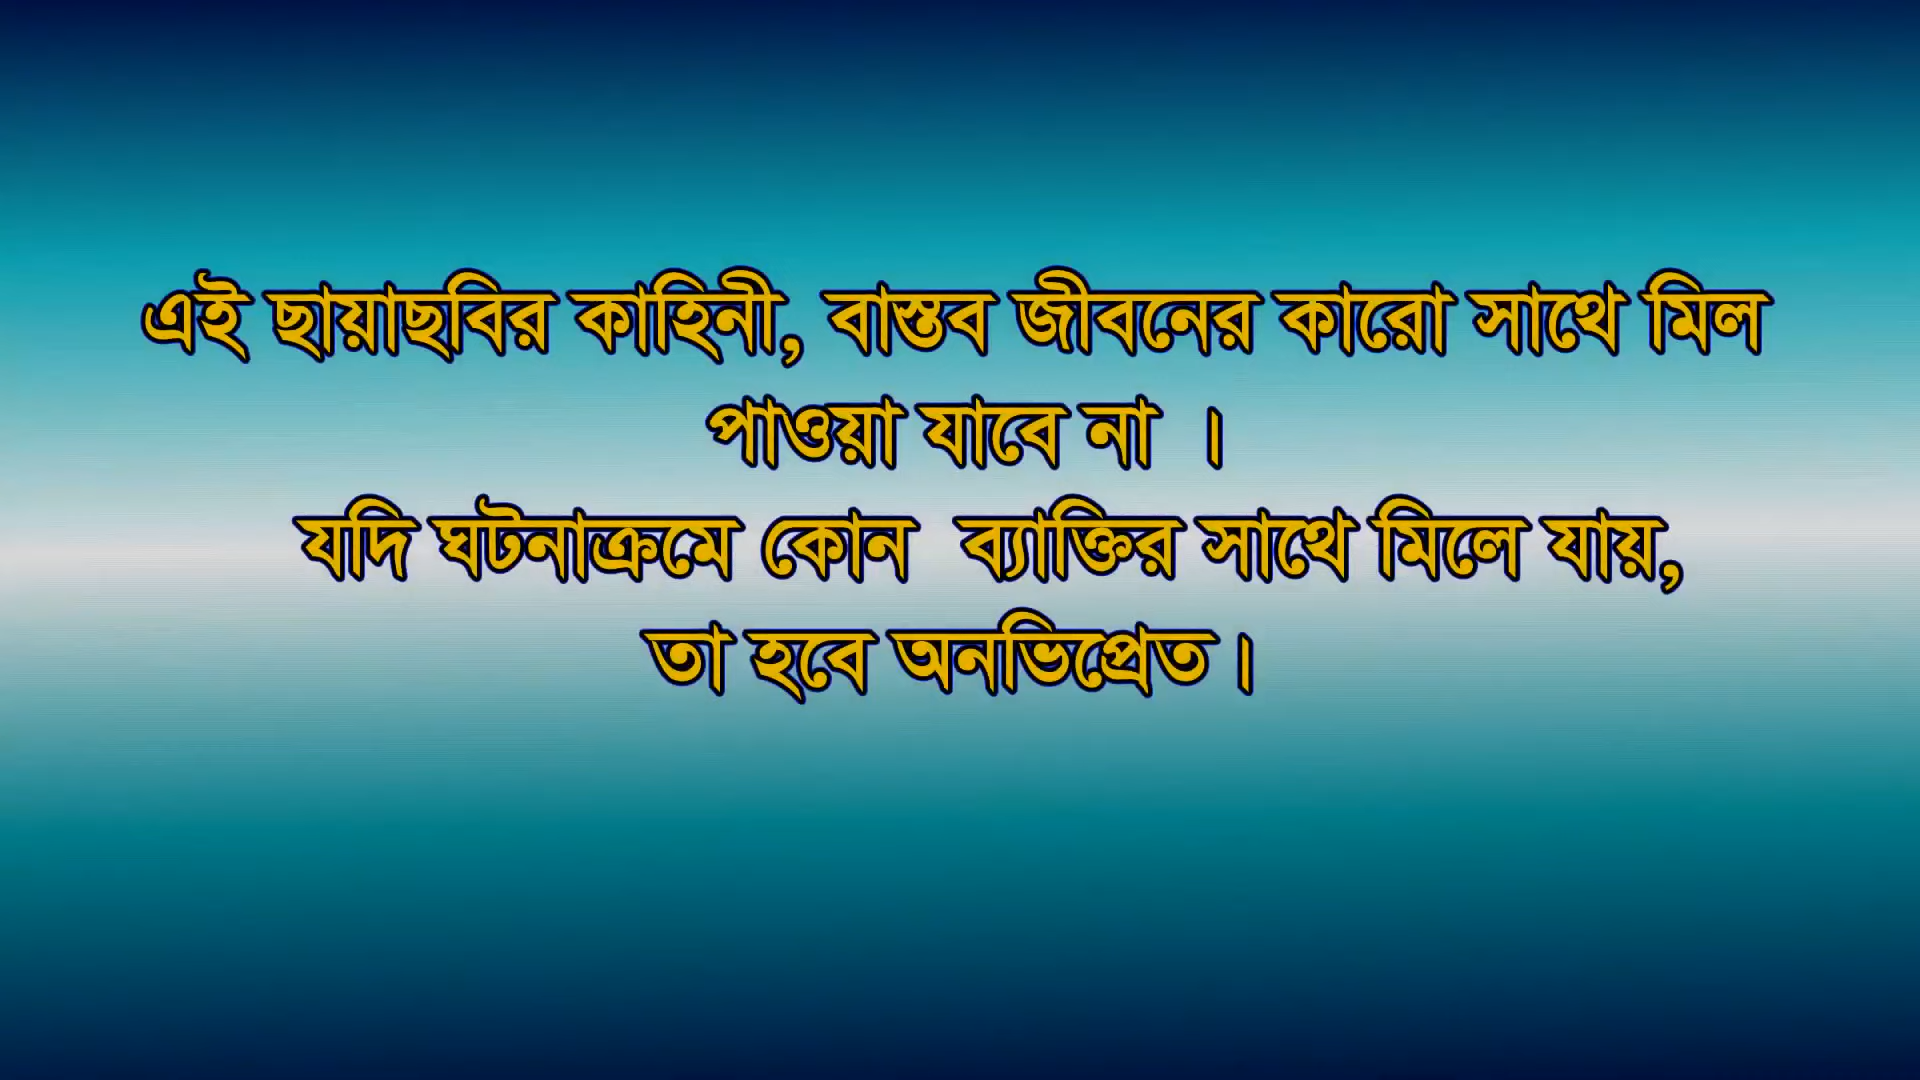 এই ছায়াছবির কাহিনী, বাস্তব জীবনের কারো সাথে মিল
পাওয়া যাবে না ।
যদি ঘটনাক্রমে কোন ব্যাক্তির সাথে মিলে যায়,
তা হবে অনভিপ্রেত।